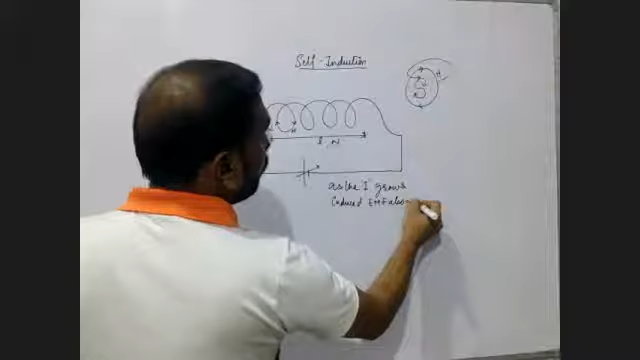 Self-Induction
l, N
as the "I" grows
induced EMF also